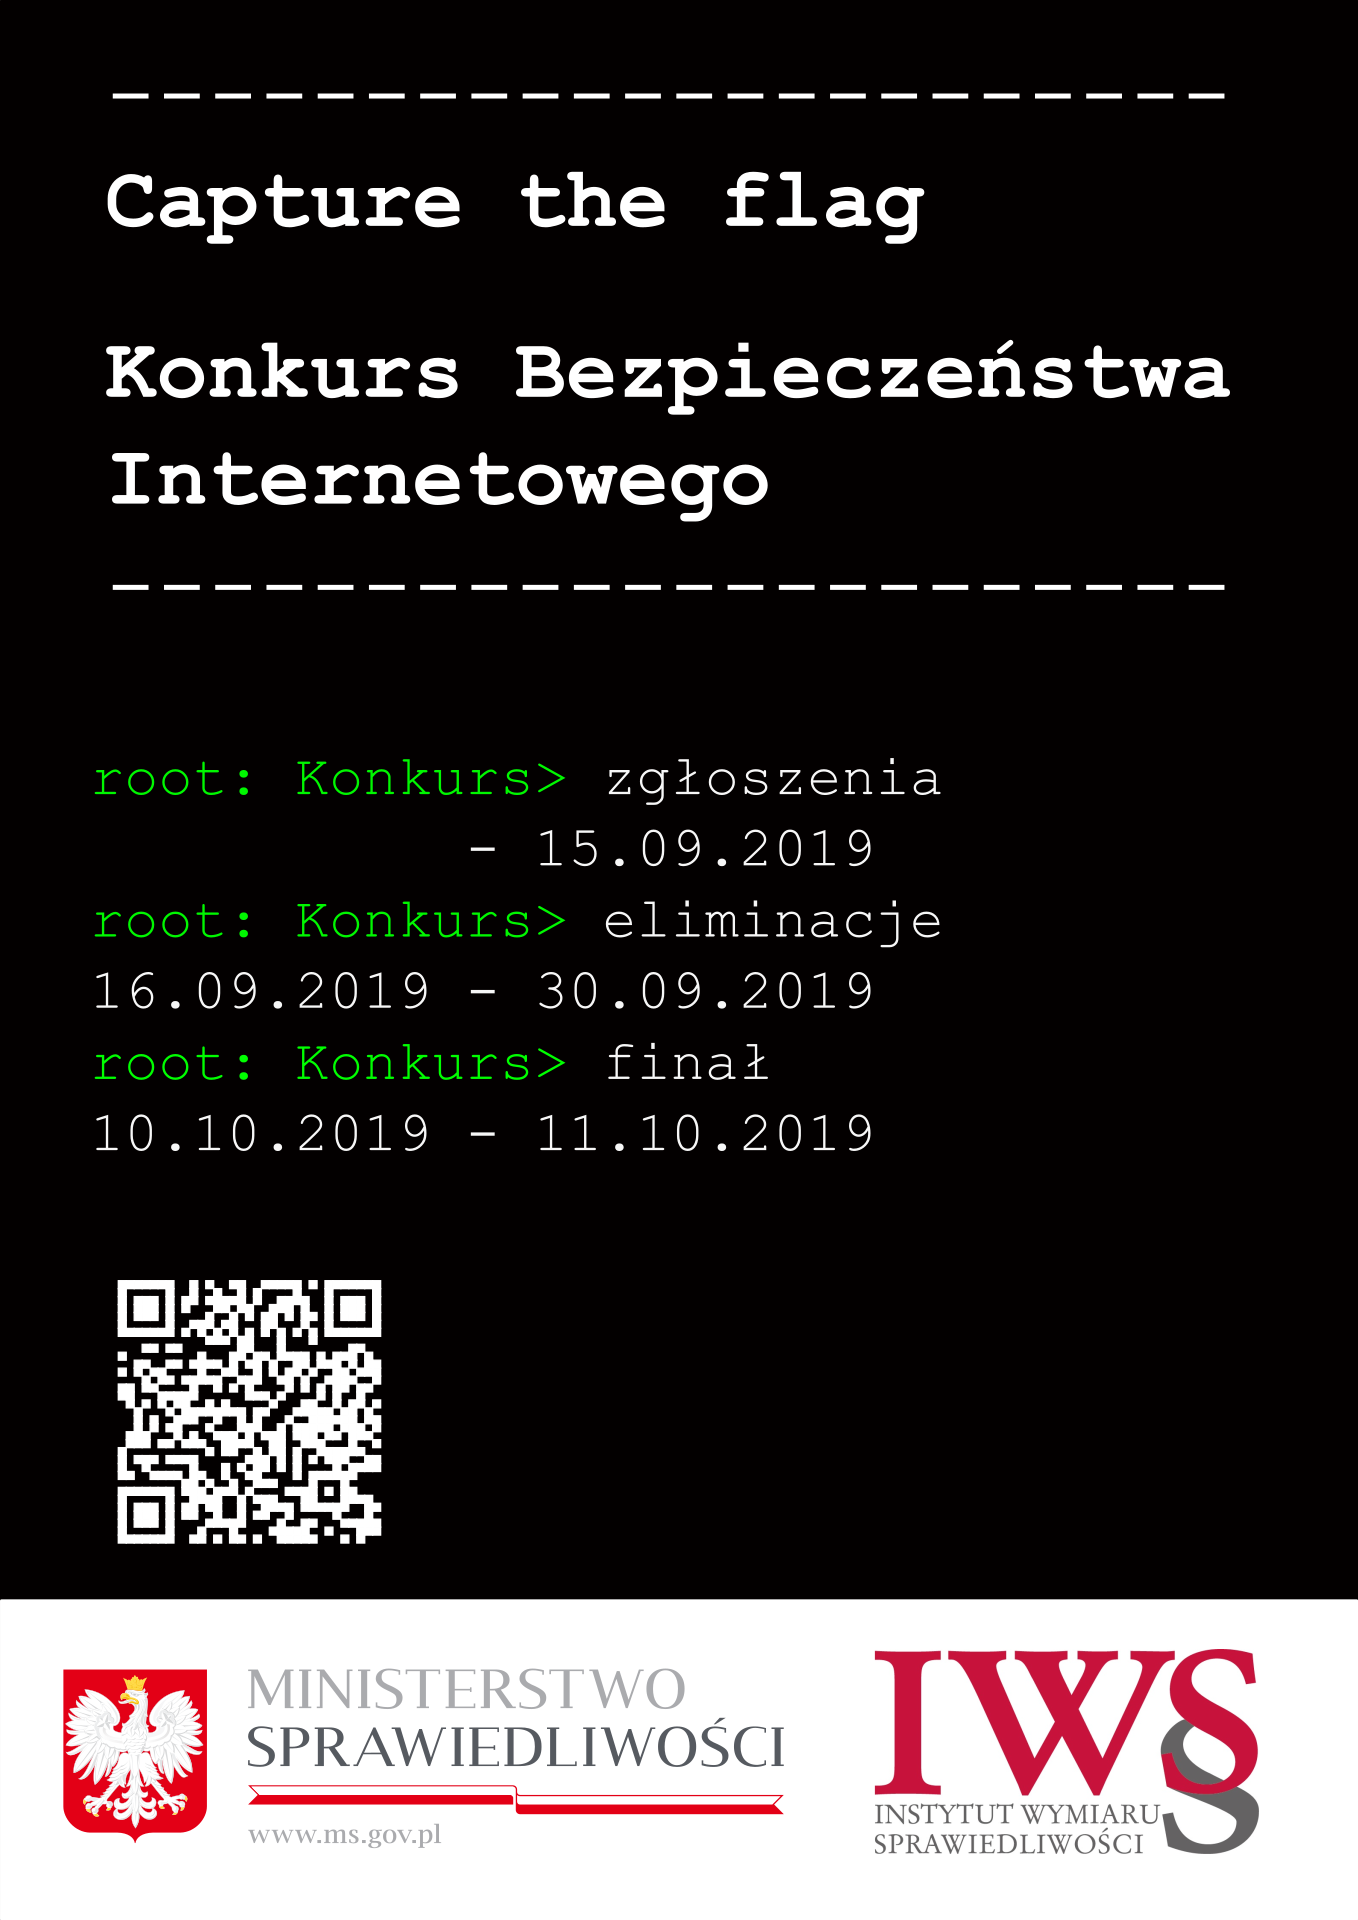 Capture the flag
Konkurs Bezpieczeństwa
Internetowego
root: Konkurs> zgłoszenia
- 15.09.2019
root: Konkurs> eliminacje
16.09.2019 - 30.09.2019
root: Konkurs> finał
10.10.2019 - 11.10.2019
MINISTERSTWO
SPRAWIEDLIWOŚCI
www.ms.gov.pl
IWS
INSTYTUT WYMIARU
SPRAWIEDLIWOŚCI